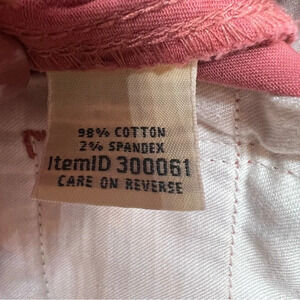 98% COTTON
2% SPANDEX
ItemID 300061
CARE ON REVERSE